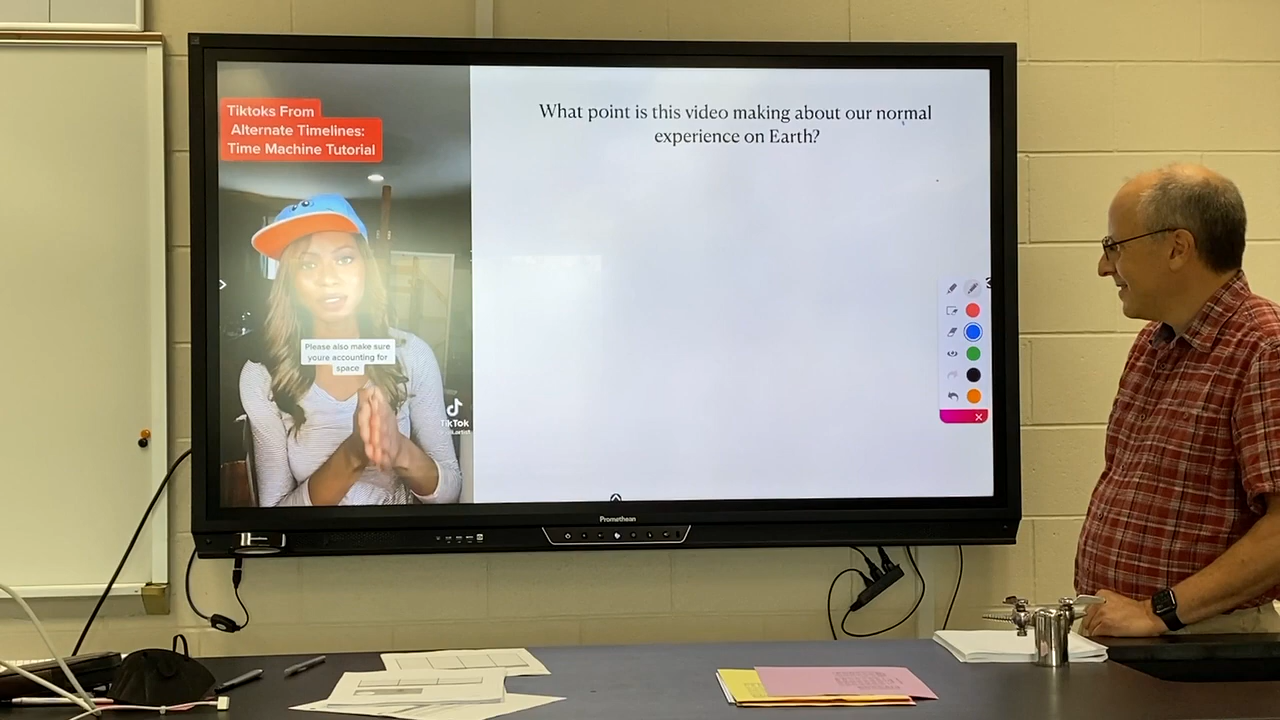 Tiktoks From
Alternate Timelines:
Time Machine Tutorial
What point is this video making about our normal
experience on Earth?
Please also make sure
youre accounting for
space
TikTok
Promethean